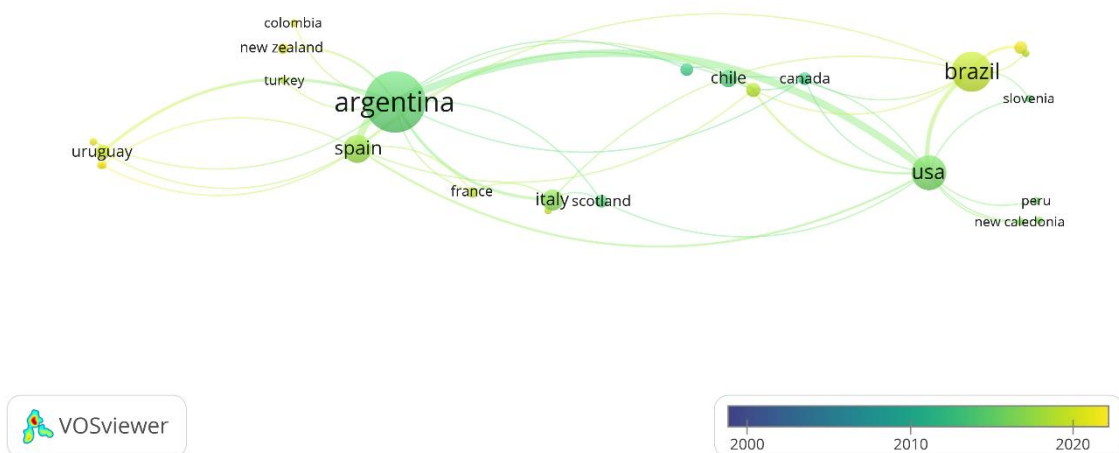 colombia
new zealand
turkey
argentina
chile
canada
brazil
slovenia
uruguay
spain
france
italy
scotland
usa
peru
new caledonia
VOSviewer
2000
2010
2020